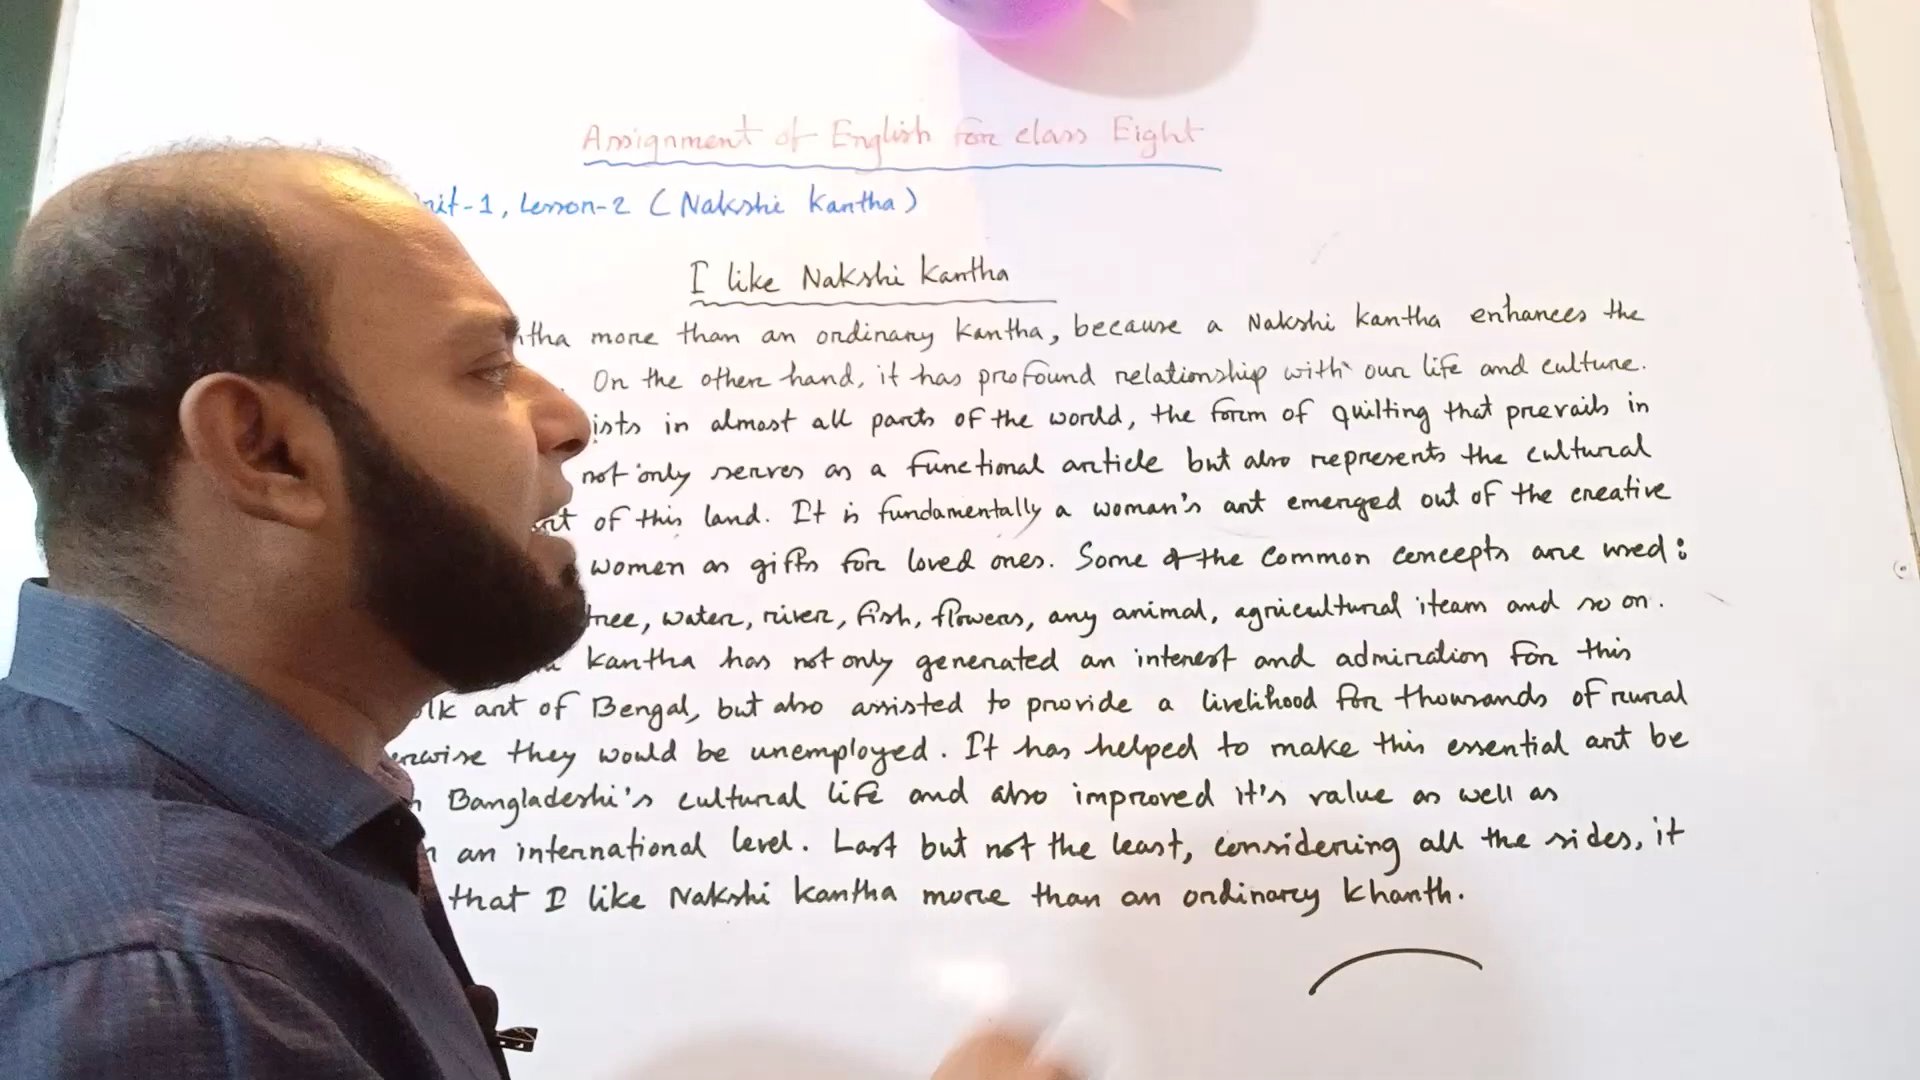 Assignment of English for class Eight
Unit-1, Lesson-2 (Nakshi Kantha)
I like Nakshi Kantha
more than an ordinary Kantha, because a Nakshi Kantha enhances the
On the other hand, it has profound relationship with our life and culture.
in almost all parts of the world, the form of quilting that prevails in
not only serves as a functional article but also represents the cultural
of this land. It is fundamentally a woman's art emerged out of the creative
women as gifts for loved ones. Some of the common concepts are used:
tree, water, river, fish, flowers, any animal, agricultural iteam and so on.
Kantha has not only generated an interest and admiration for this
art of Bengal, but also assisted to provide a livelihood for thousands of rural
they would be unemployed. It has helped to make this essential art be
Bangladeshi's cultural life and also improved it's value as well as
an international level. Last but not the least, considering all the sides, it
that I like Nakshi Kantha more than an ordinary Khanth.